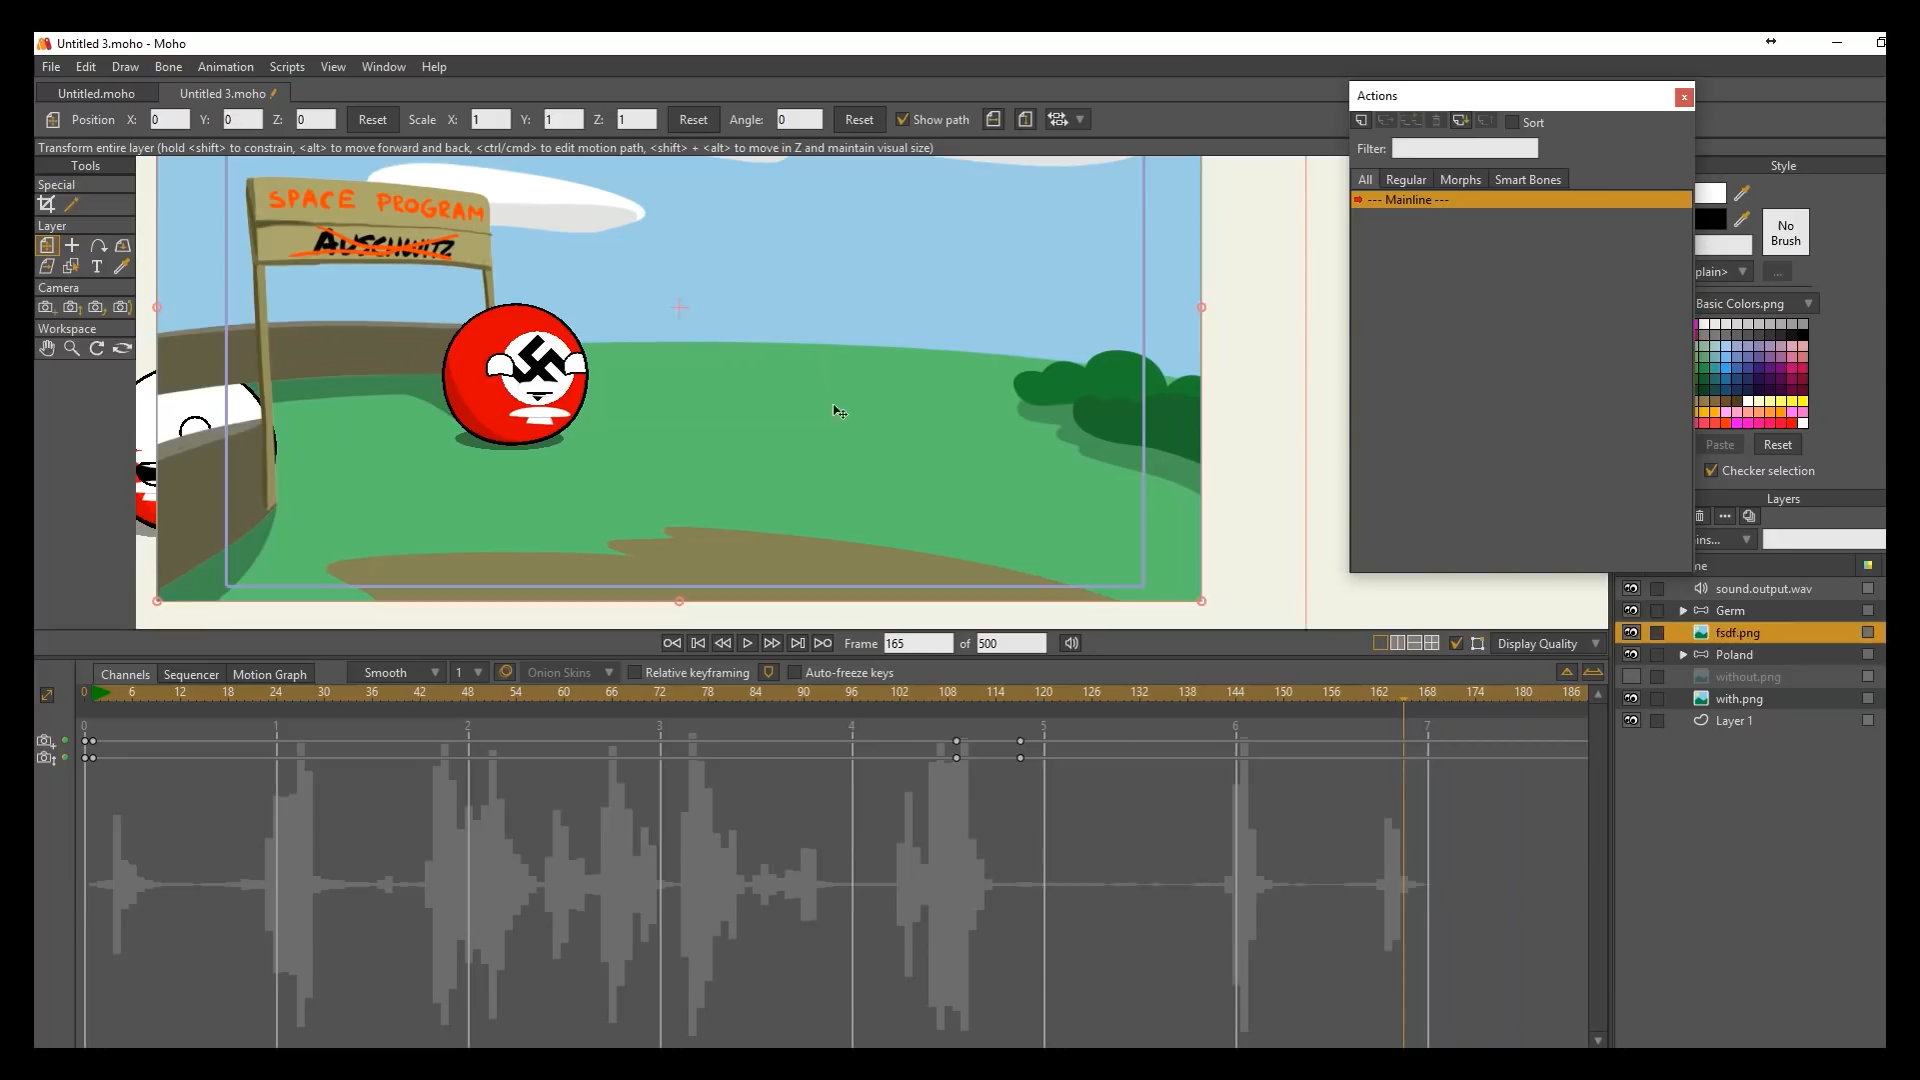 Untitled 3.moho - Moho
File Edit Draw Bone Animation Scripts View Window Help
Untitled.moho Untitled 3.moho
Position X: 0 Y: 0 Z: 0 Reset Scale X: 1 Y: 1 Z: 1 Reset Angle: 0 Reset Show path
Transform entire layer (hold <shift> to constrain, <alt> to move forward and back, <ctrl/cmd> to edit motion path, <shift> + <alt> to move in Z and maintain visual size)
Tools
Special
Layer
T
Camera
Workspace
SPACE PROGRAM
AUSCHWITZ
Actions
Sort
Filter:
All Regular Morphs Smart Bones
--- Mainline ---
Style
No
Brush
plain> ...
Basic Colors.png
Paste Reset
Checker selection
Layers
ins...
me
sound.output.wav
Germ
fsdf.png
Poland
without.png
with.png
Layer 1
Frame 165 of 500 Display Quality
Channels Sequencer Motion Graph Smooth 1 Onion Skins Relative keyframing Auto-freeze keys
0 6 12 18 24 30 36 42 48 54 60 66 72 78 84 90 96 102 108 114 120 126 132 138 144 150 156 162 168 174 180 186
0 1 2 3 4 5 6 7